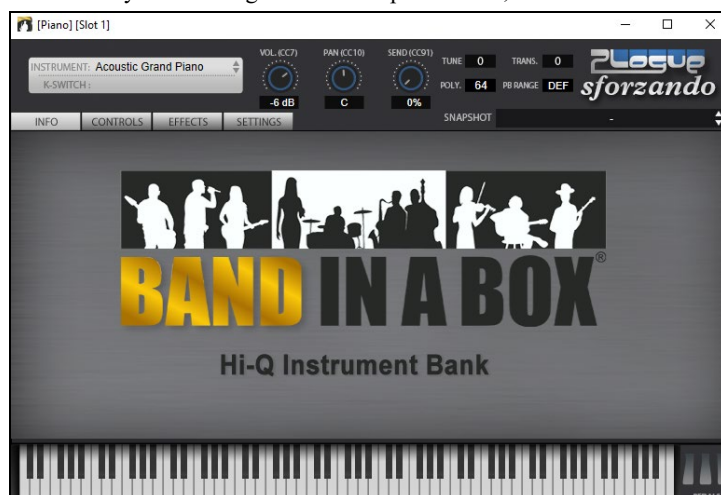 [Piano] [Slot 1]
INSTRUMENT: Acoustic Grand Piano
K-SWITCH :
VOL. (CC7)
-6 dB
PAN (CC10)
C
SEND (CC91)
0%
TUNE 0 TRANS. 0
POLY. 64 PB RANGE DEF
Plogue
sforzando
INFO CONTROLS EFFECTS SETTINGS
SNAPSHOT -
BAND IN A BOX®
Hi-Q Instrument Bank